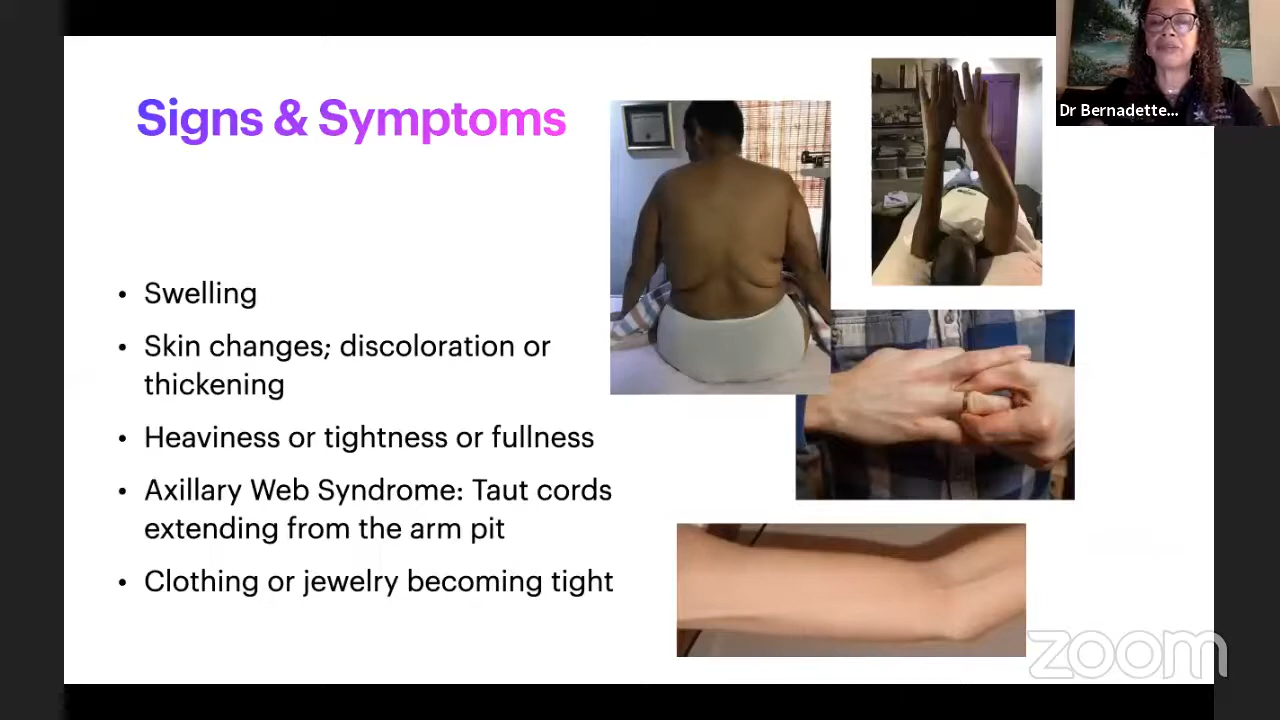 Signs & Symptoms
Dr Bernadette...
• Swelling
• Skin changes; discoloration or
thickening
• Heaviness or tightness or fullness
• Axillary Web Syndrome: Taut cords
extending from the arm pit
• Clothing or jewelry becoming tight
zoom